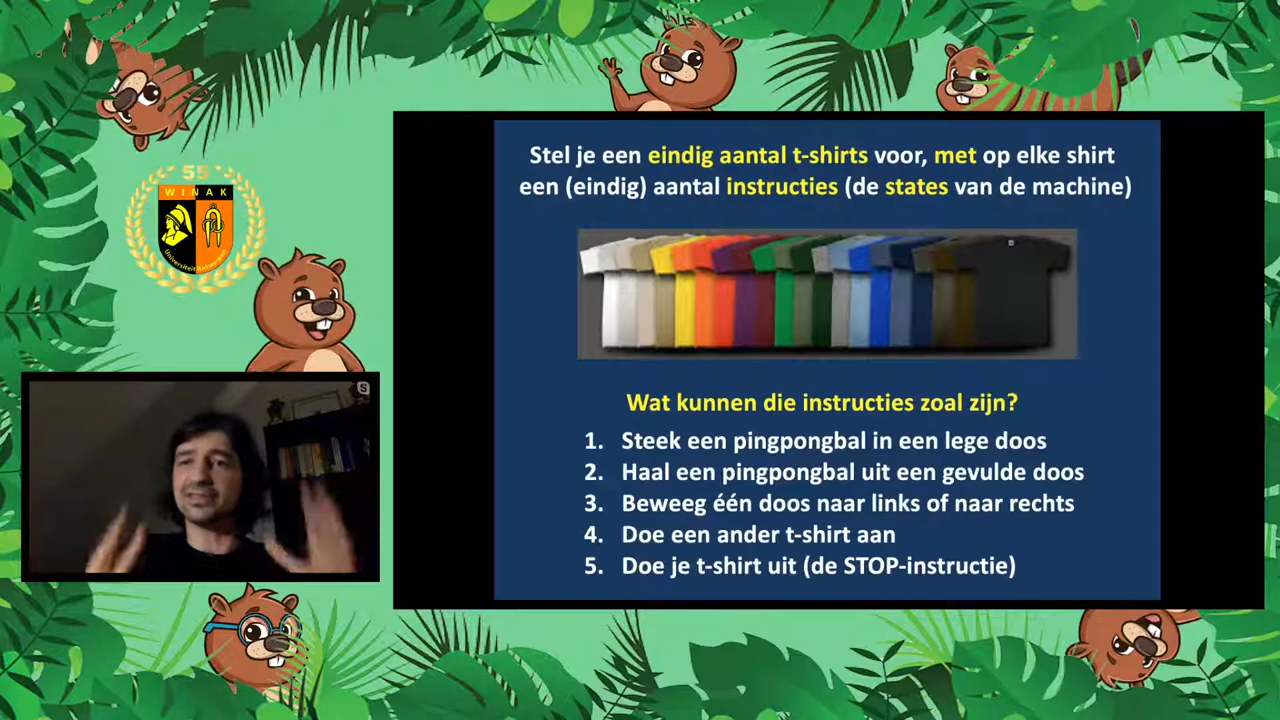 55
WINAK
Universiteit Antwerpen
Stel je een eindig aantal t-shirts voor, met op elke shirt
een (eindig) aantal instructies (de states van de machine)
Wat kunnen die instructies zoal zijn?
1. Steek een pingpongbal in een lege doos
2. Haal een pingpongbal uit een gevulde doos
3. Beweeg één doos naar links of naar rechts
4. Doe een ander t-shirt aan
5. Doe je t-shirt uit (de STOP-instructie)
S